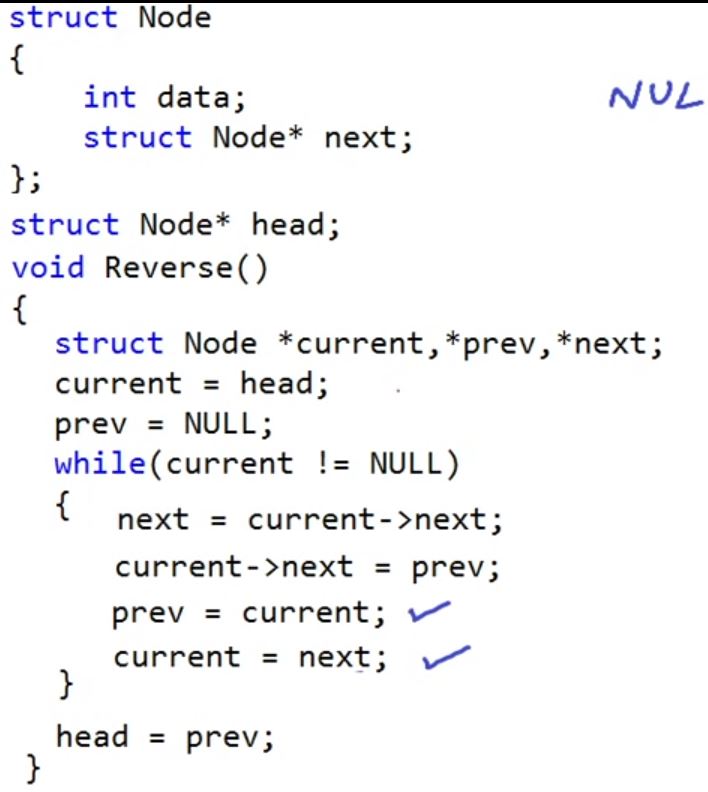 struct Node
{
int data;
NUL
struct Node* next;
};
struct Node* head;
void Reverse()
{
struct Node *current,*prev,*next;
current = head;
prev = NULL;
while(current != NULL)
{ next = current->next;
current->next = prev;
prev = current; ✓
current = next; ✓
}
head = prev;
}